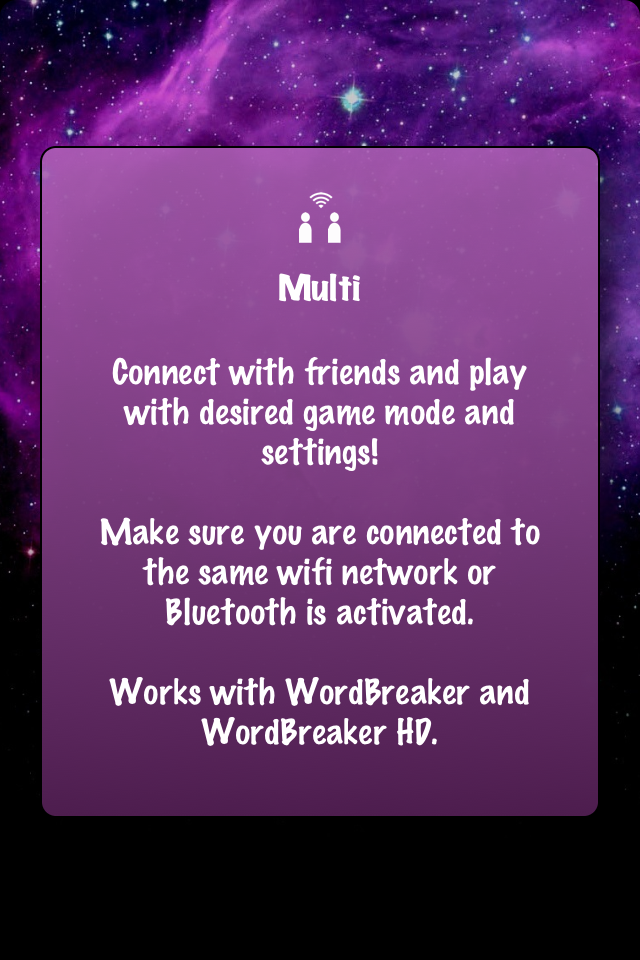 Multi
Connect with friends and play
with desired game mode and
settings!
Make sure you are connected to
the same wifi network or
Bluetooth is activated.
Works with WordBreaker and
WordBreaker HD.